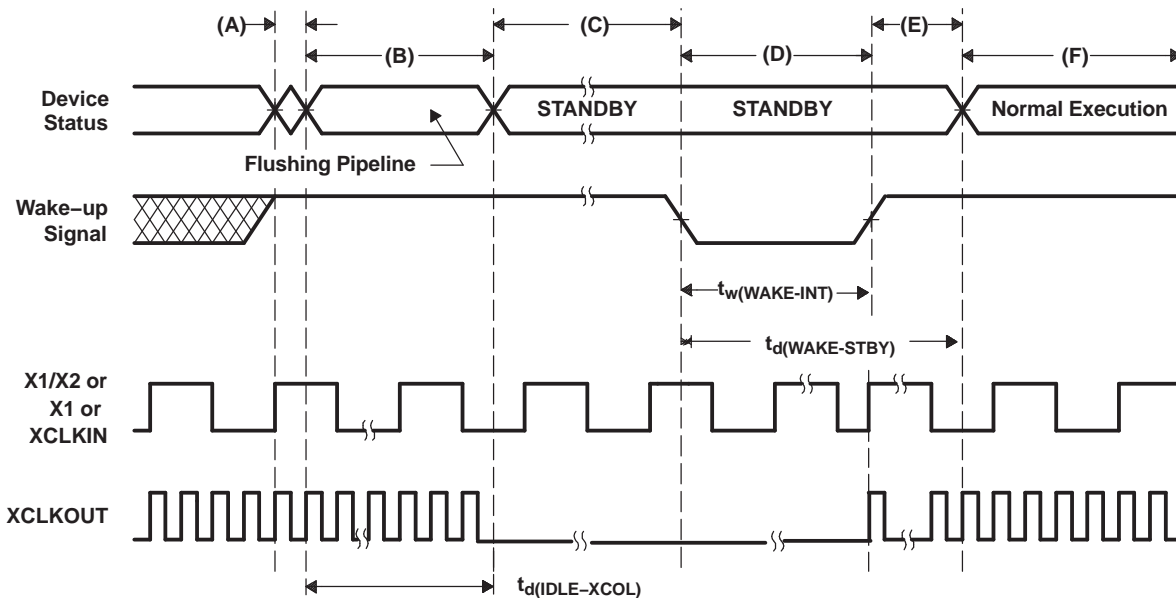 (A)
(C)
(E)
(B)
(D)
(F)
Device
Status
STANDBY
STANDBY
Normal Execution
Flushing Pipeline
Wake−up
Signal
tw(WAKE-INT)
td(WAKE-STBY)
X1/X2 or
X1 or
XCLKIN
XCLKOUT
td(IDLE−XCOL)